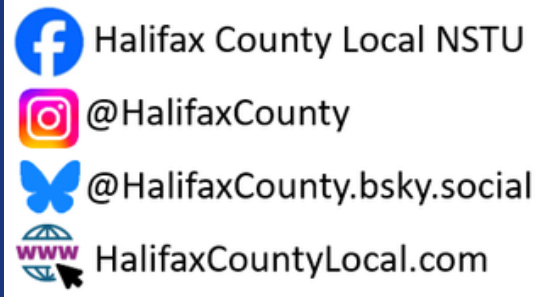 Halifax County Local NSTU
@HalifaxCounty
@HalifaxCounty.bsky.social
www
HalifaxCountyLocal.com